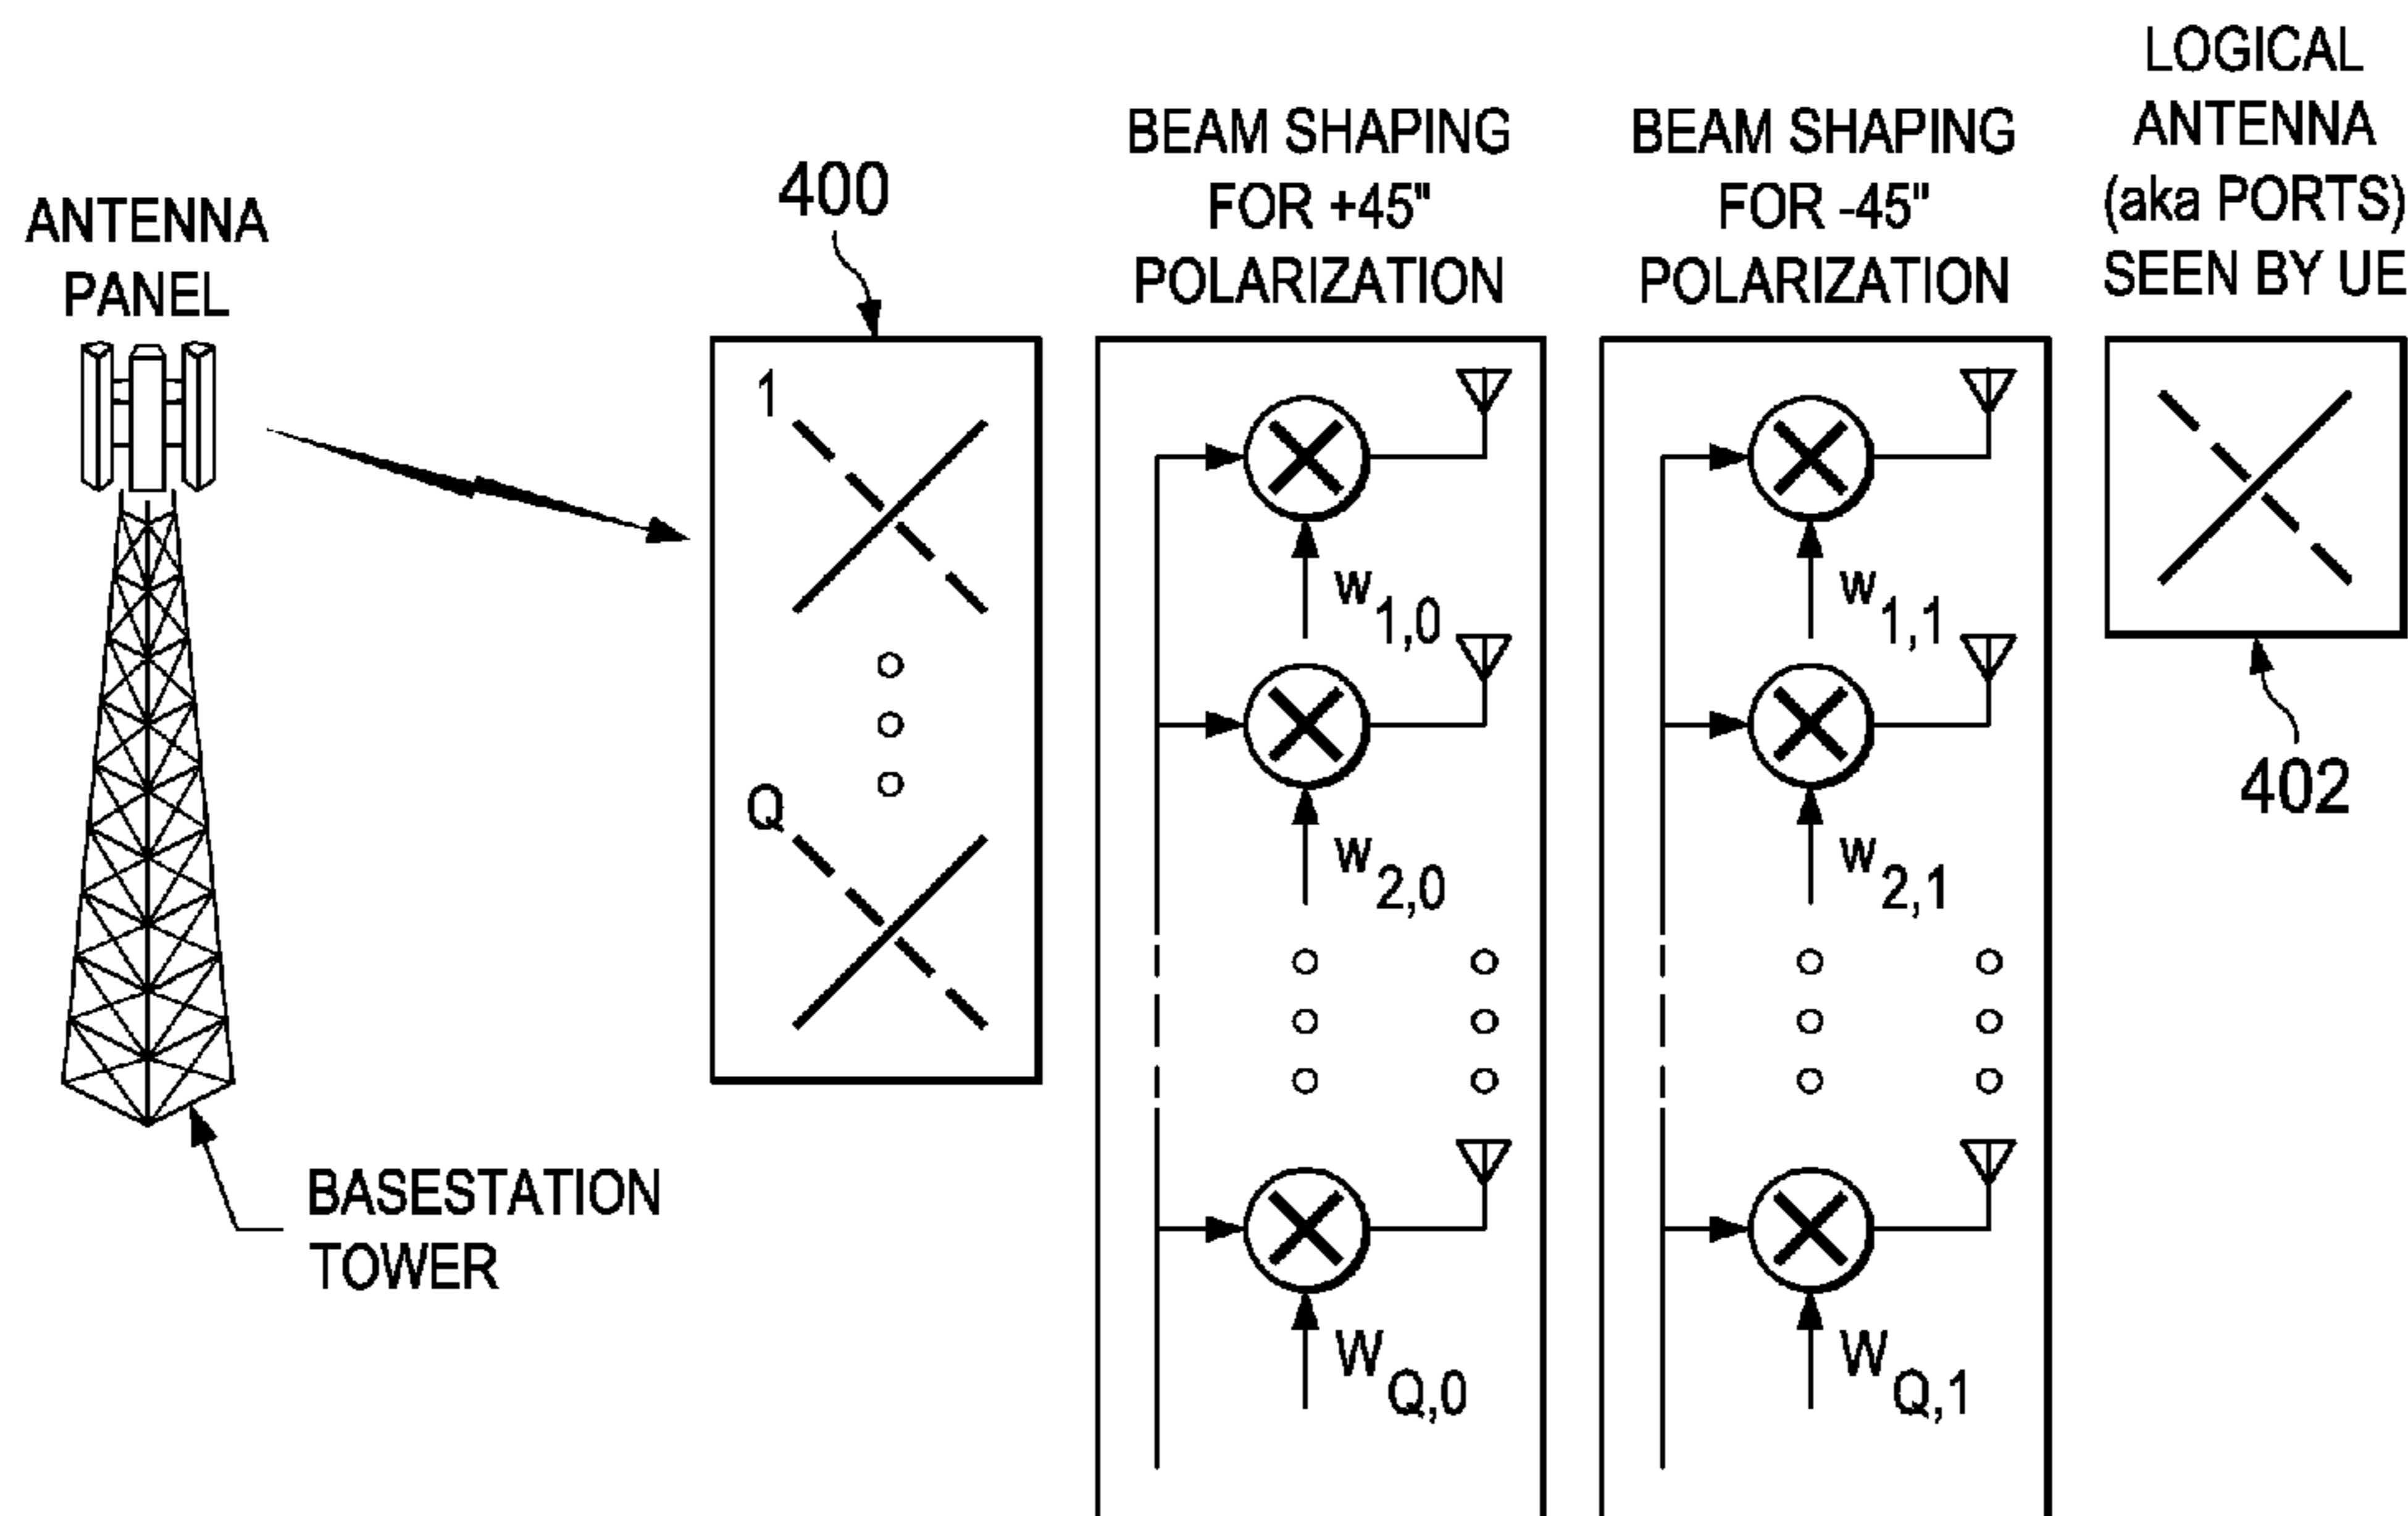 ANTENNA
PANEL
BASESTATION
TOWER
400
1
Q
BEAM SHAPING
FOR +45"
POLARIZATION
w1,0
w2,0
WQ,0
BEAM SHAPING
FOR -45"
POLARIZATION
w1,1
w2,1
WQ,1
LOGICAL
ANTENNA
(aka PORTS)
SEEN BY UE
402